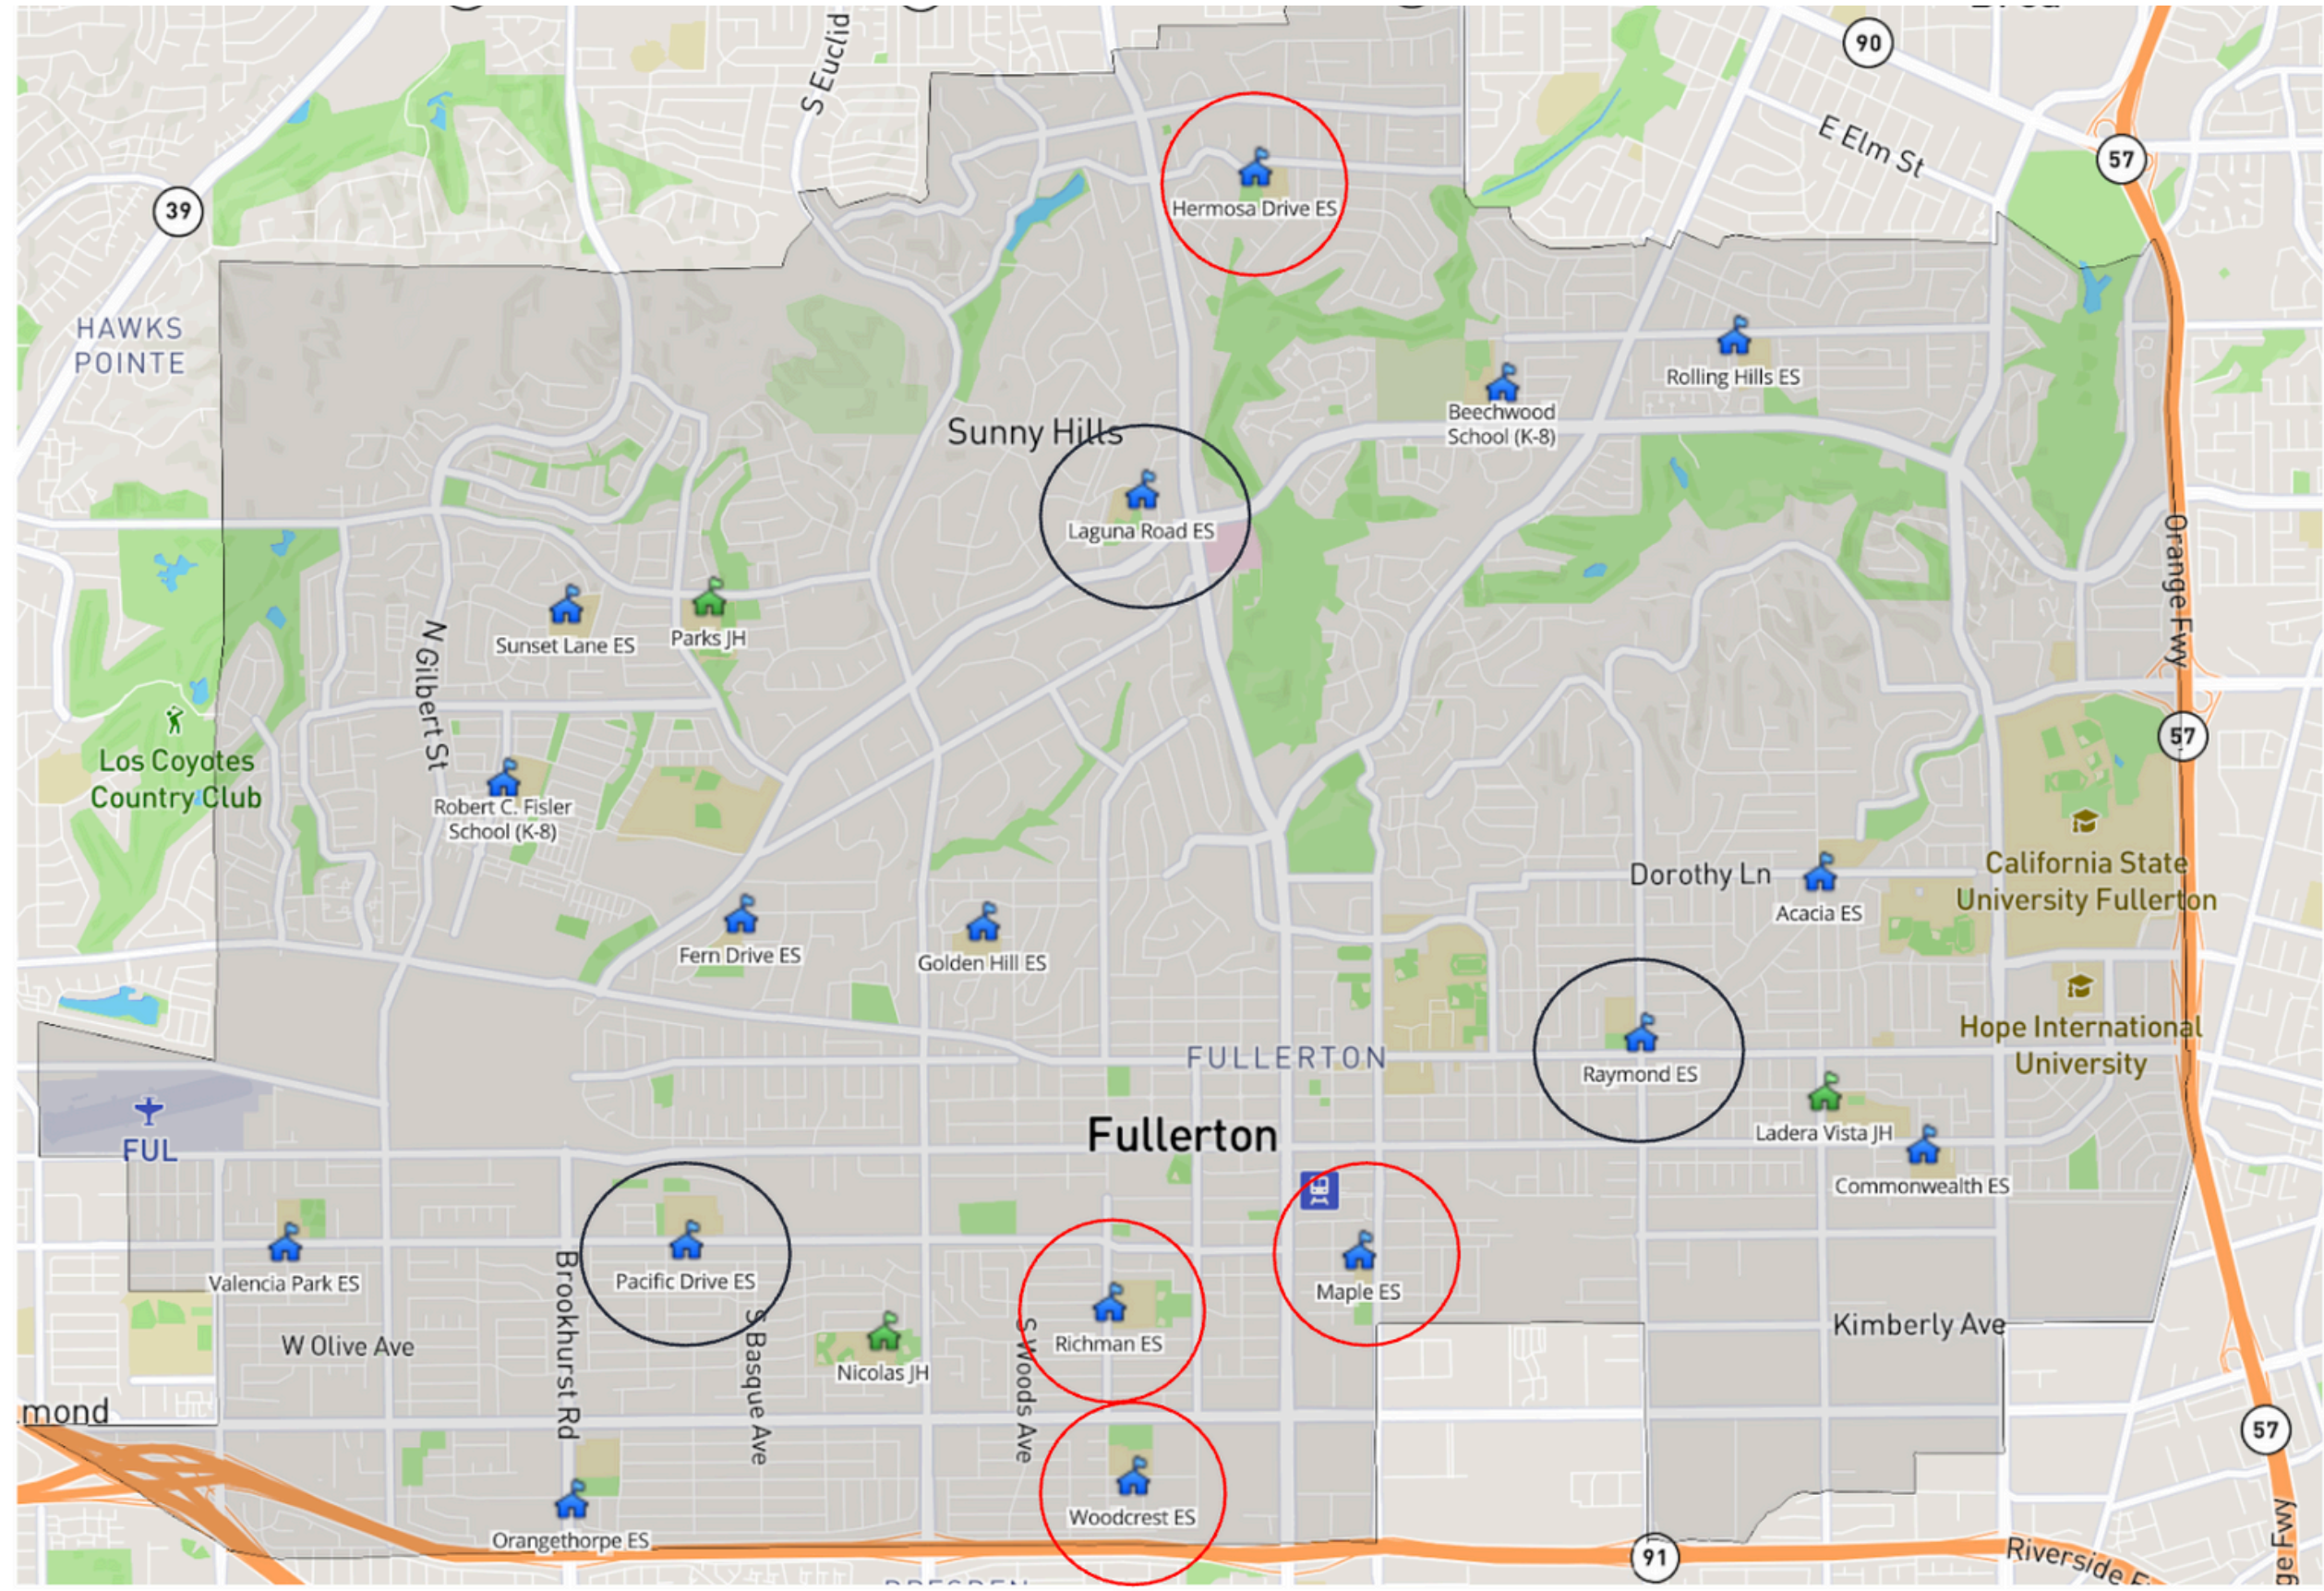 S Euclid
90
E Elm St
57
39
Hermosa Drive ES
HAWKS
POINTE
Rolling Hills ES
Beechwood
School (K-8)
Sunny Hills
Laguna Road ES
Orange Fwy
Sunset Lane ES
Parks JH
N Gilbert St
57
Los Coyotes
Country Club
Robert C. Fisler
School (K-8)
California State
University Fullerton
Dorothy Ln
Acacia ES
Fern Drive ES
Golden Hill ES
Hope International
University
FULLERTON
Raymond ES
FUL
Fullerton
Ladera Vista JH
Commonwealth ES
Valencia Park ES
Pacific Drive ES
Maple ES
Brookhurst Rd
S Basque Ave
W Olive Ave
Nicolas JH
S Woods Ave
Richman ES
Kimberly Ave
mond
57
Woodcrest ES
Orangethorpe ES
91
Riverside F
ge Fwy